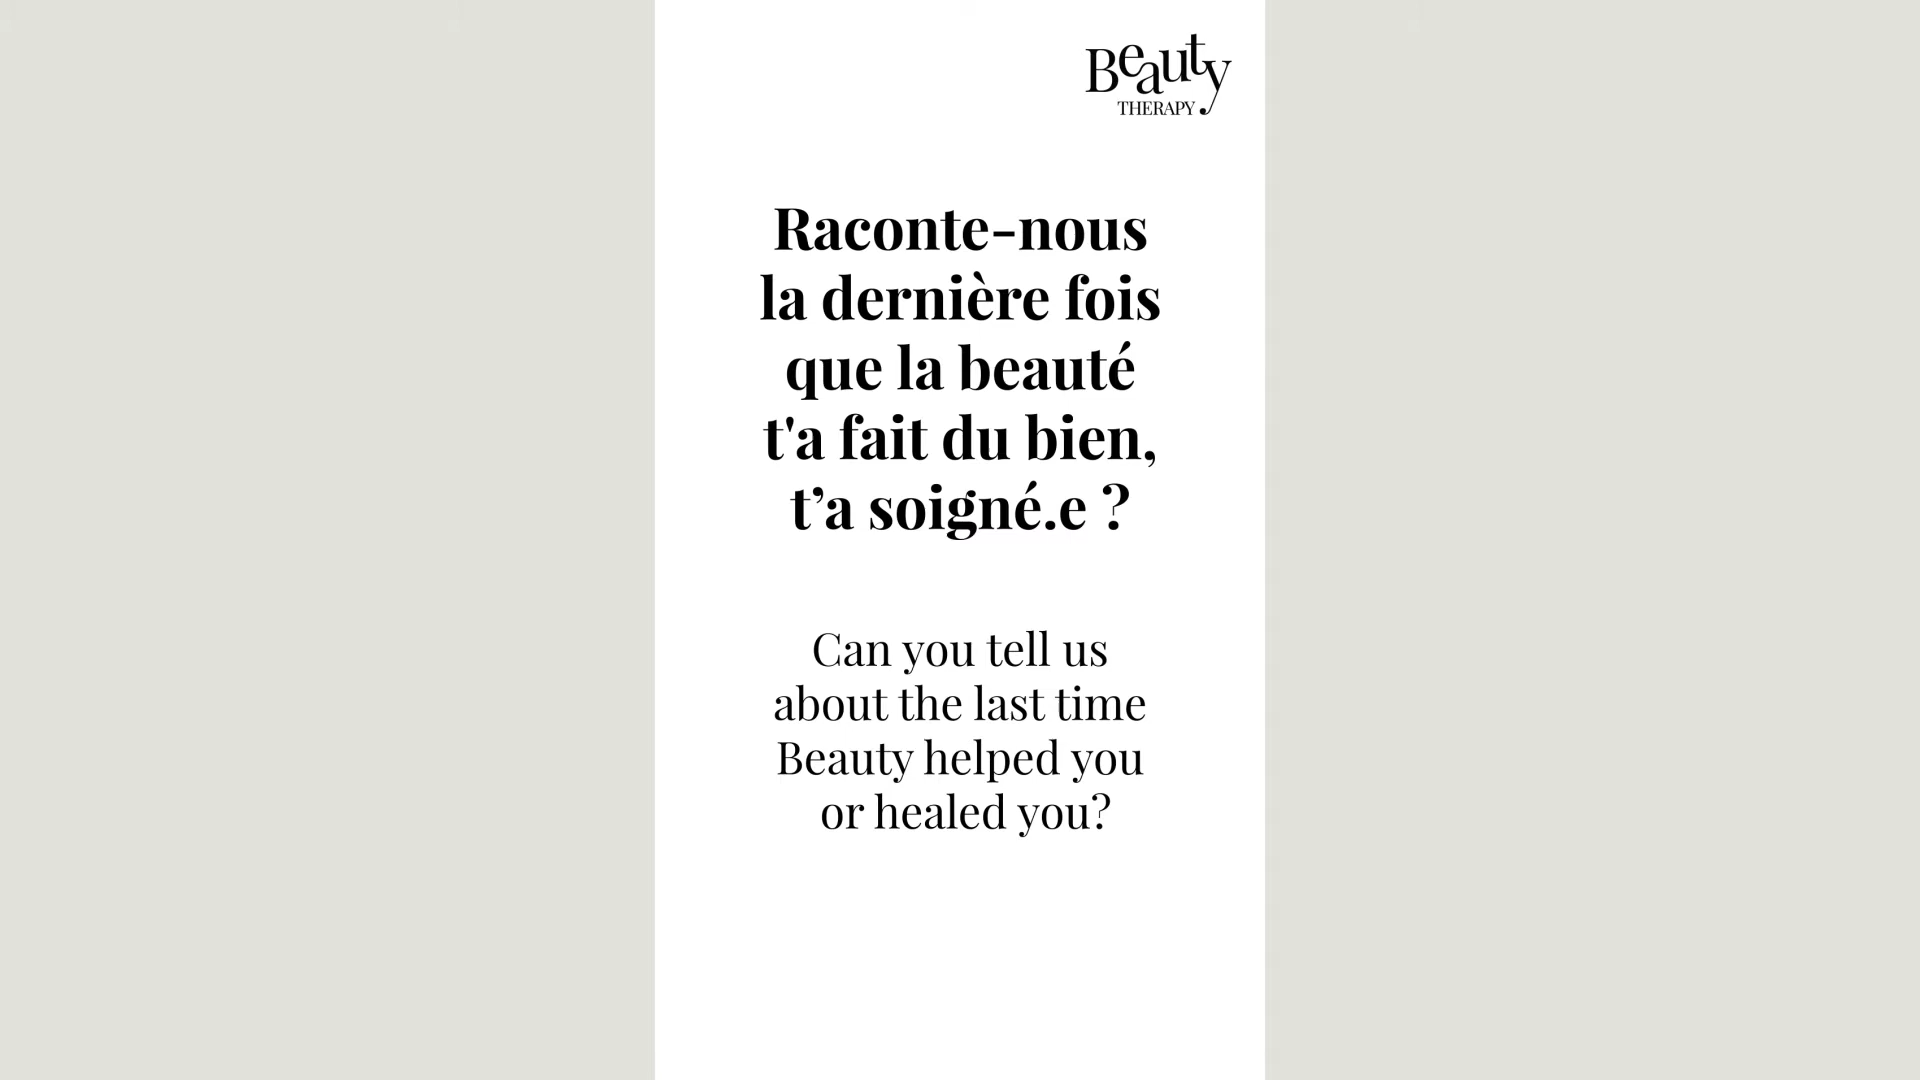 Beauty
THERAPY
Raconte-nous
la dernière fois
que la beauté
t'a fait du bien,
t’a soigné.e ?
Can you tell us
about the last time
Beauty helped you
or healed you?